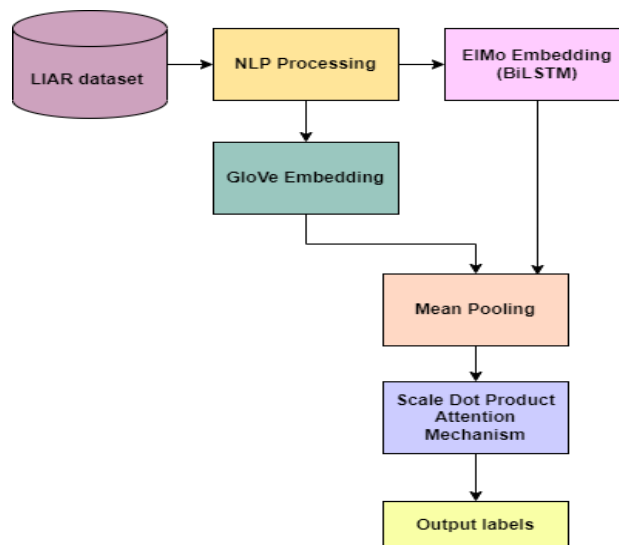 LIAR dataset
NLP Processing
ElMo Embedding
(BiLSTM)
GloVe Embedding
Mean Pooling
Scale Dot Product
Attention
Mechanism
Output labels